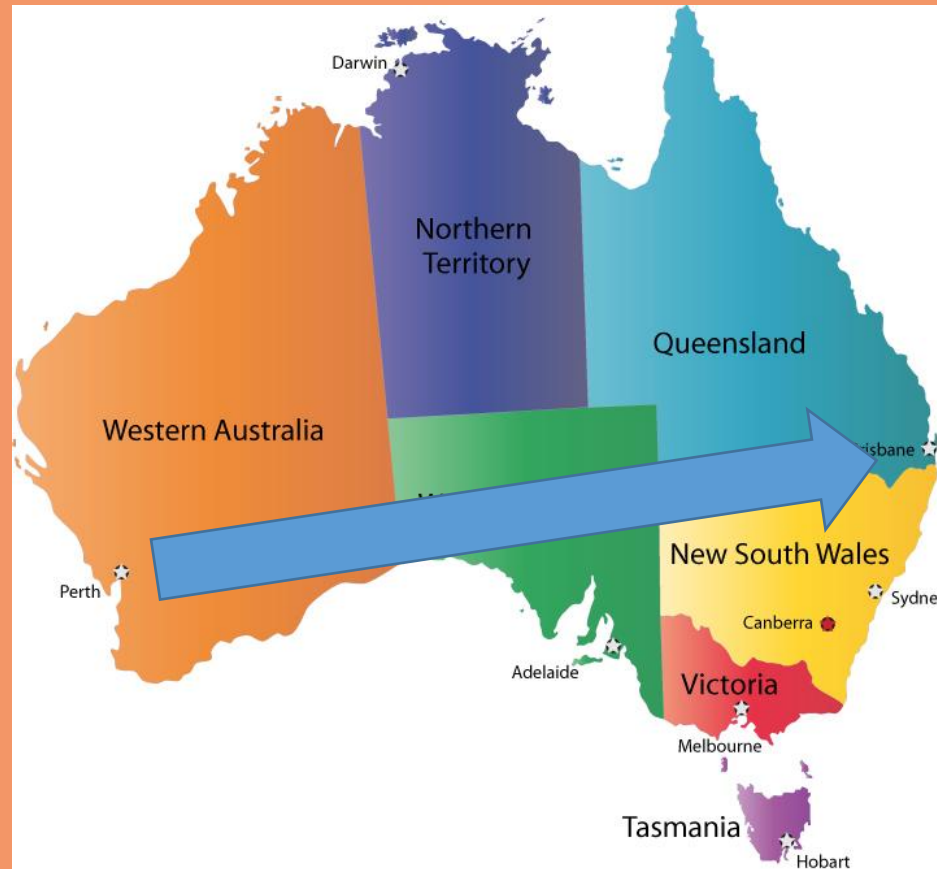 Darwin
Northern
Territory
Queensland
Western Australia
New South Wales
Perth
Sydne
Canberra
Adelaide
Victoria
Melbourne
Tasmania
Hobart